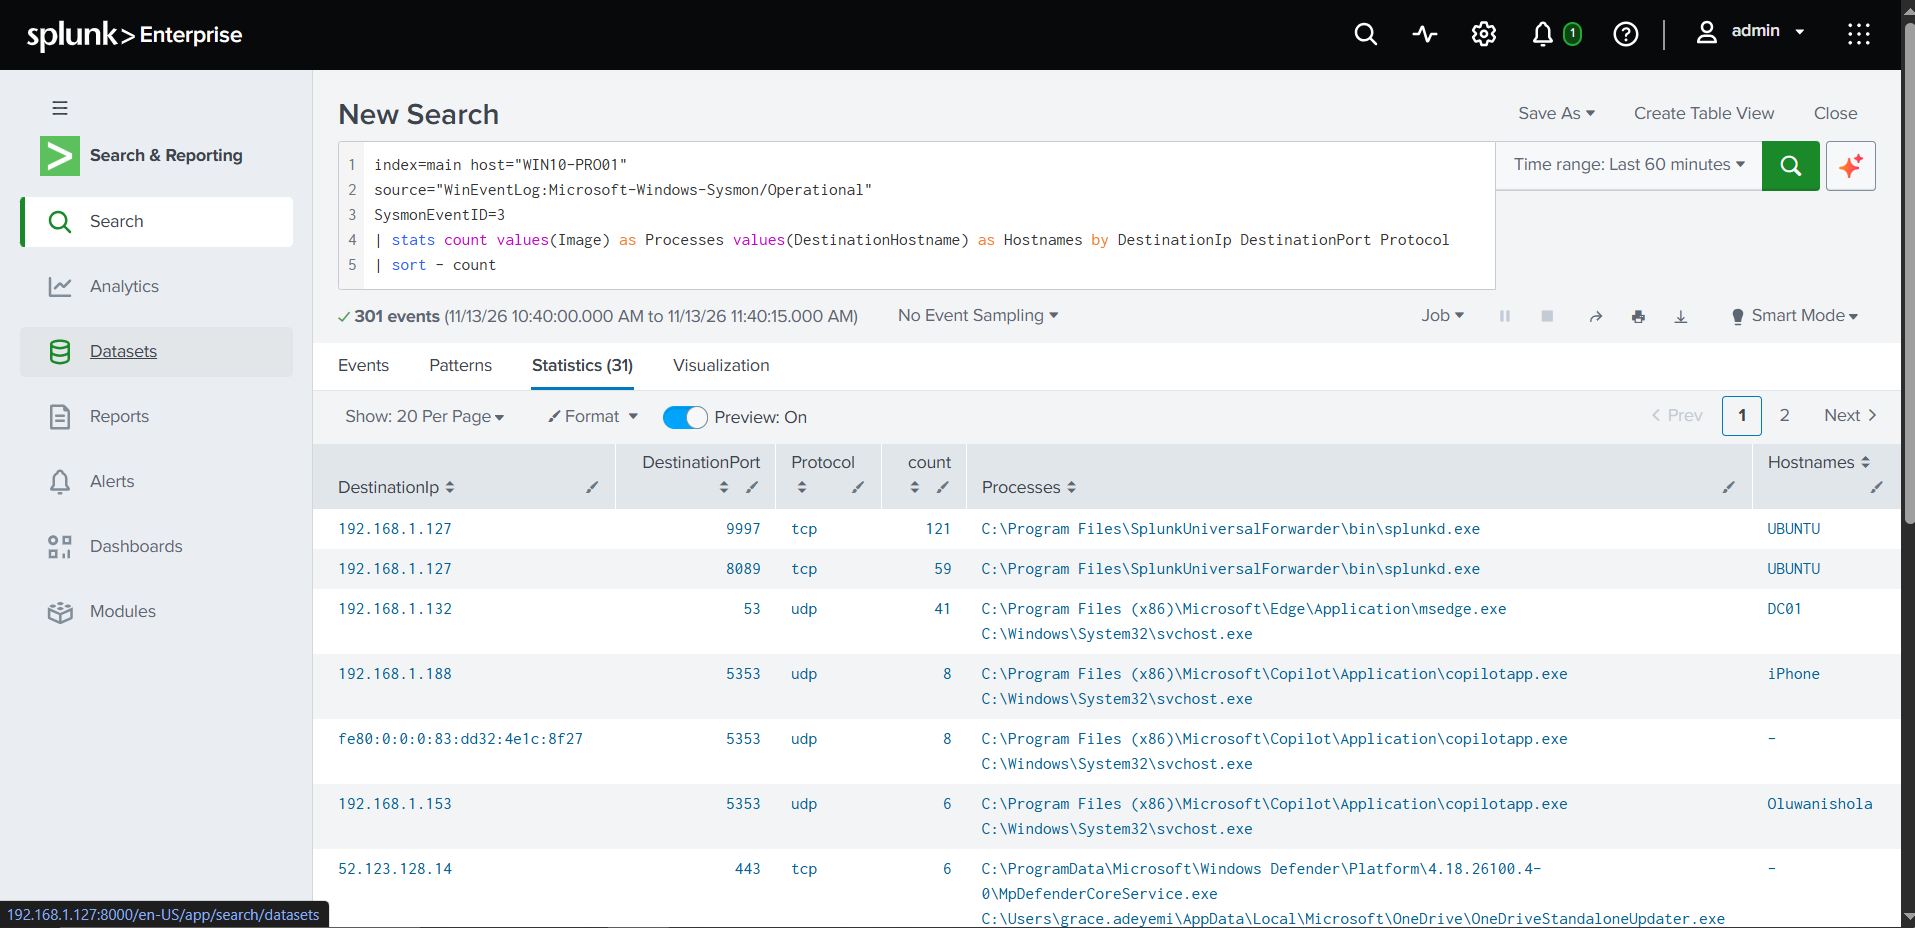 splunk> Enterprise
1
admin
Search & Reporting
Search
Analytics
Datasets
Reports
Alerts
Dashboards
Modules
New Search
Save As
Create Table View
Close
1 index=main host="WIN10-PRO01"
2 source="WinEventLog:Microsoft-Windows-Sysmon/Operational"
3 SysmonEventID=3
4 | stats count values(Image) as Processes values(DestinationHostname) as Hostnames by DestinationIp DestinationPort Protocol
5 | sort - count
Time range: Last 60 minutes
301 events (11/13/26 10:40:00.000 AM to 11/13/26 11:40:15.000 AM)
No Event Sampling
Job
Smart Mode
Events
Patterns
Statistics (31)
Visualization
Show: 20 Per Page
Format
Preview: On
< Prev
1
2
Next >
DestinationIp
DestinationPort
Protocol
count
Processes
Hostnames
192.168.1.127 9997 tcp 121 C:\Program Files\SplunkUniversalForwarder\bin\splunkd.exe UBUNTU
192.168.1.127 8089 tcp 59 C:\Program Files\SplunkUniversalForwarder\bin\splunkd.exe UBUNTU
192.168.1.132 53 udp 41 C:\Program Files (x86)\Microsoft\Edge\Application\msedge.exe DC01
C:\Windows\System32\svchost.exe
192.168.1.188 5353 udp 8 C:\Program Files (x86)\Microsoft\Copilot\Application\copilotapp.exe iPhone
C:\Windows\System32\svchost.exe
fe80:0:0:0:83:dd32:4e1c:8f27 5353 udp 8 C:\Program Files (x86)\Microsoft\Copilot\Application\copilotapp.exe -
C:\Windows\System32\svchost.exe
192.168.1.153 5353 udp 6 C:\Program Files (x86)\Microsoft\Copilot\Application\copilotapp.exe Oluwanishola
C:\Windows\System32\svchost.exe
52.123.128.14 443 tcp 6 C:\ProgramData\Microsoft\Windows Defender\Platform\4.18.26100.4- -
0\MpDefenderCoreService.exe
C:\Users\grace.adeyemi\AppData\Local\Microsoft\OneDrive\OneDriveStandaloneUpdater.exe
192.168.1.127:8000/en-US/app/search/datasets